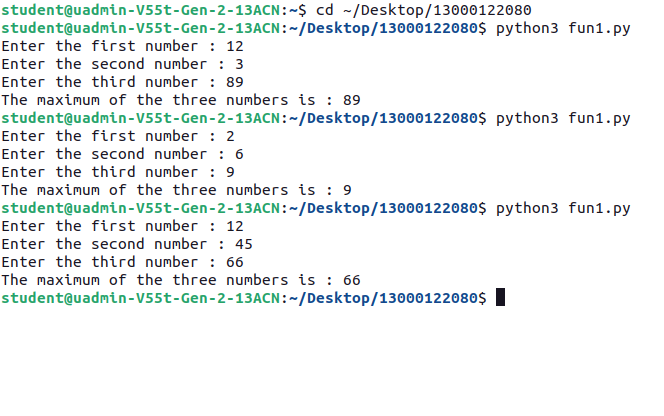 student@uadmin-V55t-Gen-2-13ACN:~$ cd ~/Desktop/13000122080
student@uadmin-V55t-Gen-2-13ACN:~/Desktop/13000122080$ python3 fun1.py
Enter the first number : 12
Enter the second number : 3
Enter the third number : 89
The maximum of the three numbers is : 89
student@uadmin-V55t-Gen-2-13ACN:~/Desktop/13000122080$ python3 fun1.py
Enter the first number : 2
Enter the second number : 6
Enter the third number : 9
The maximum of the three numbers is : 9
student@uadmin-V55t-Gen-2-13ACN:~/Desktop/13000122080$ python3 fun1.py
Enter the first number : 12
Enter the second number : 45
Enter the third number : 66
The maximum of the three numbers is : 66
student@uadmin-V55t-Gen-2-13ACN:~/Desktop/13000122080$